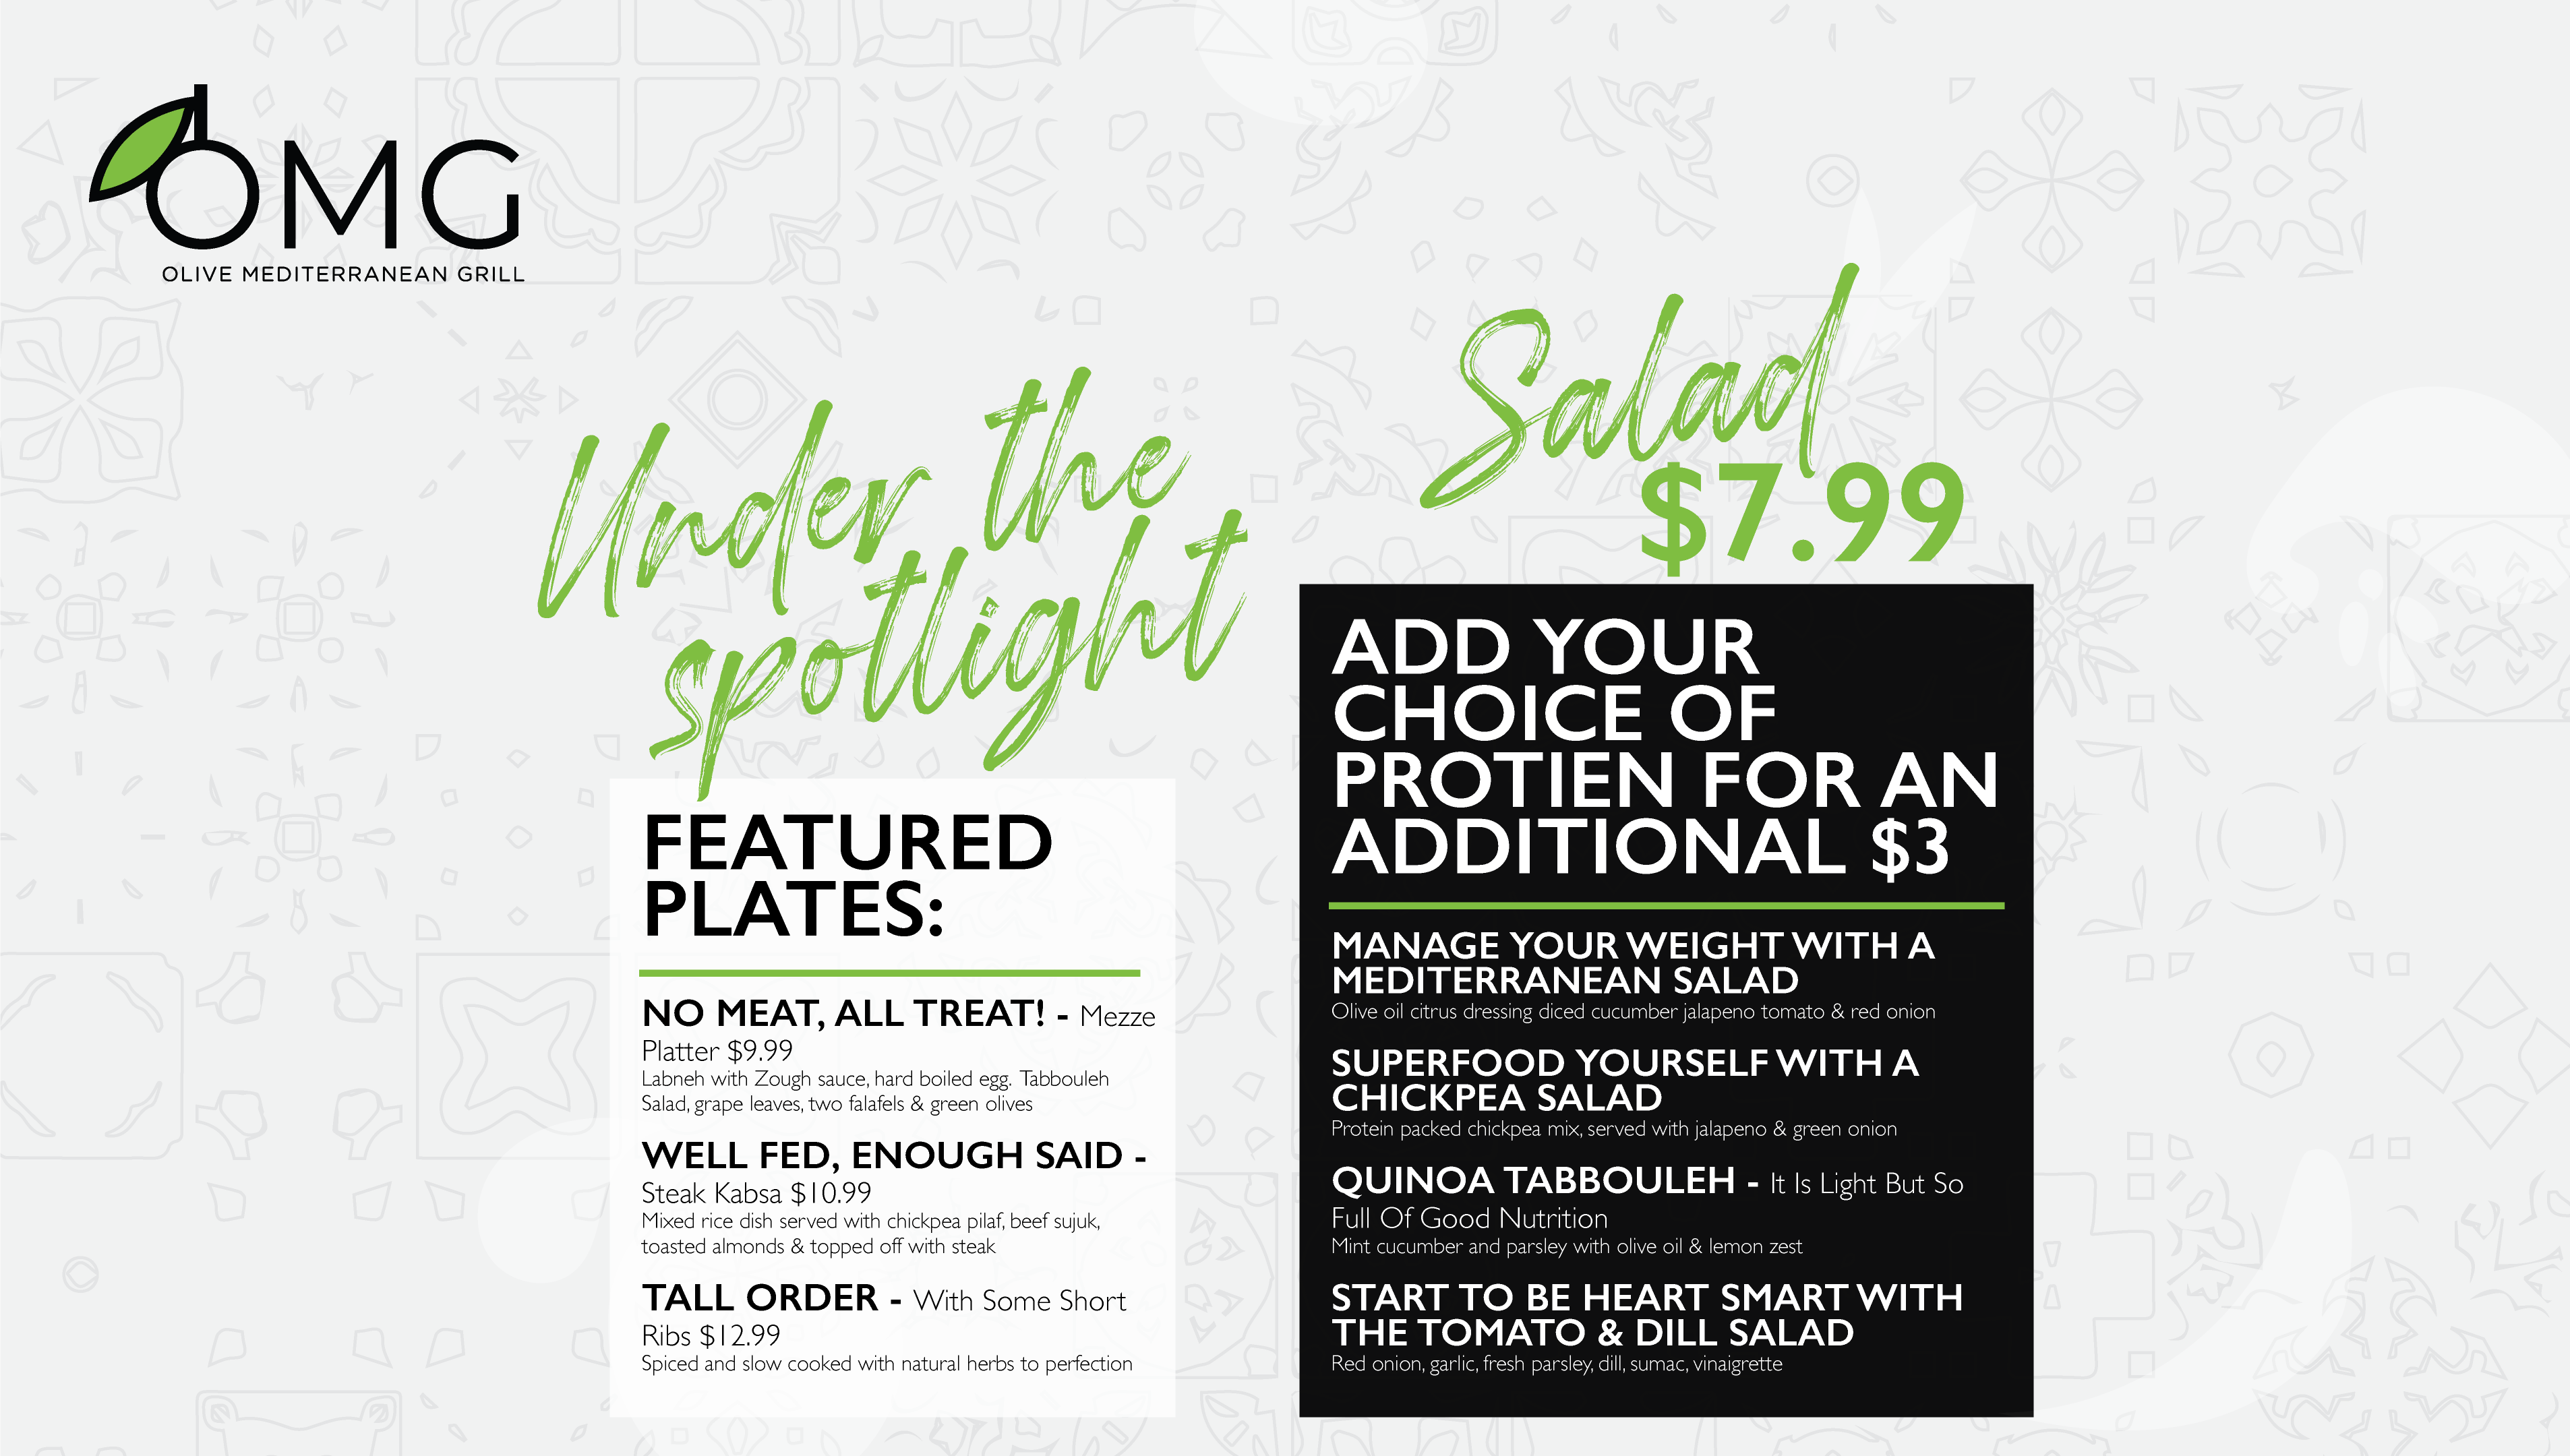 OMG
OLIVE MEDITERRANEAN GRILL
Under the
spotlight
FEATURED
PLATES:
NO MEAT, ALL TREAT! - Mezze
Platter $9.99
Labneh with Zough sauce, hard boiled egg. Tabbouleh
Salad, grape leaves, two falafels & green olives
WELL FED, ENOUGH SAID -
Steak Kabsa $10.99
Mixed rice dish served with chickpea pilaf, beef sujuk,
toasted almonds & topped off with steak
TALL ORDER - With Some Short
Ribs $12.99
Spiced and slow cooked with natural herbs to perfection
Salad
$7.99
ADD YOUR
CHOICE OF
PROTIEN FOR AN
ADDITIONAL $3
MANAGE YOUR WEIGHT WITH A
MEDITERRANEAN SALAD
Olive oil citrus dressing diced cucumber jalapeno tomato & red onion
SUPERFOOD YOURSELF WITH A
CHICKPEA SALAD
Protein packed chickpea mix, served with jalapeno & green onion
QUINOA TABBOULEH - It Is Light But So
Full Of Good Nutrition
Mint cucumber and parsley with olive oil & lemon zest
START TO BE HEART SMART WITH
THE TOMATO & DILL SALAD
Red onion, garlic, fresh parsley, dill, sumac, vinaigrette